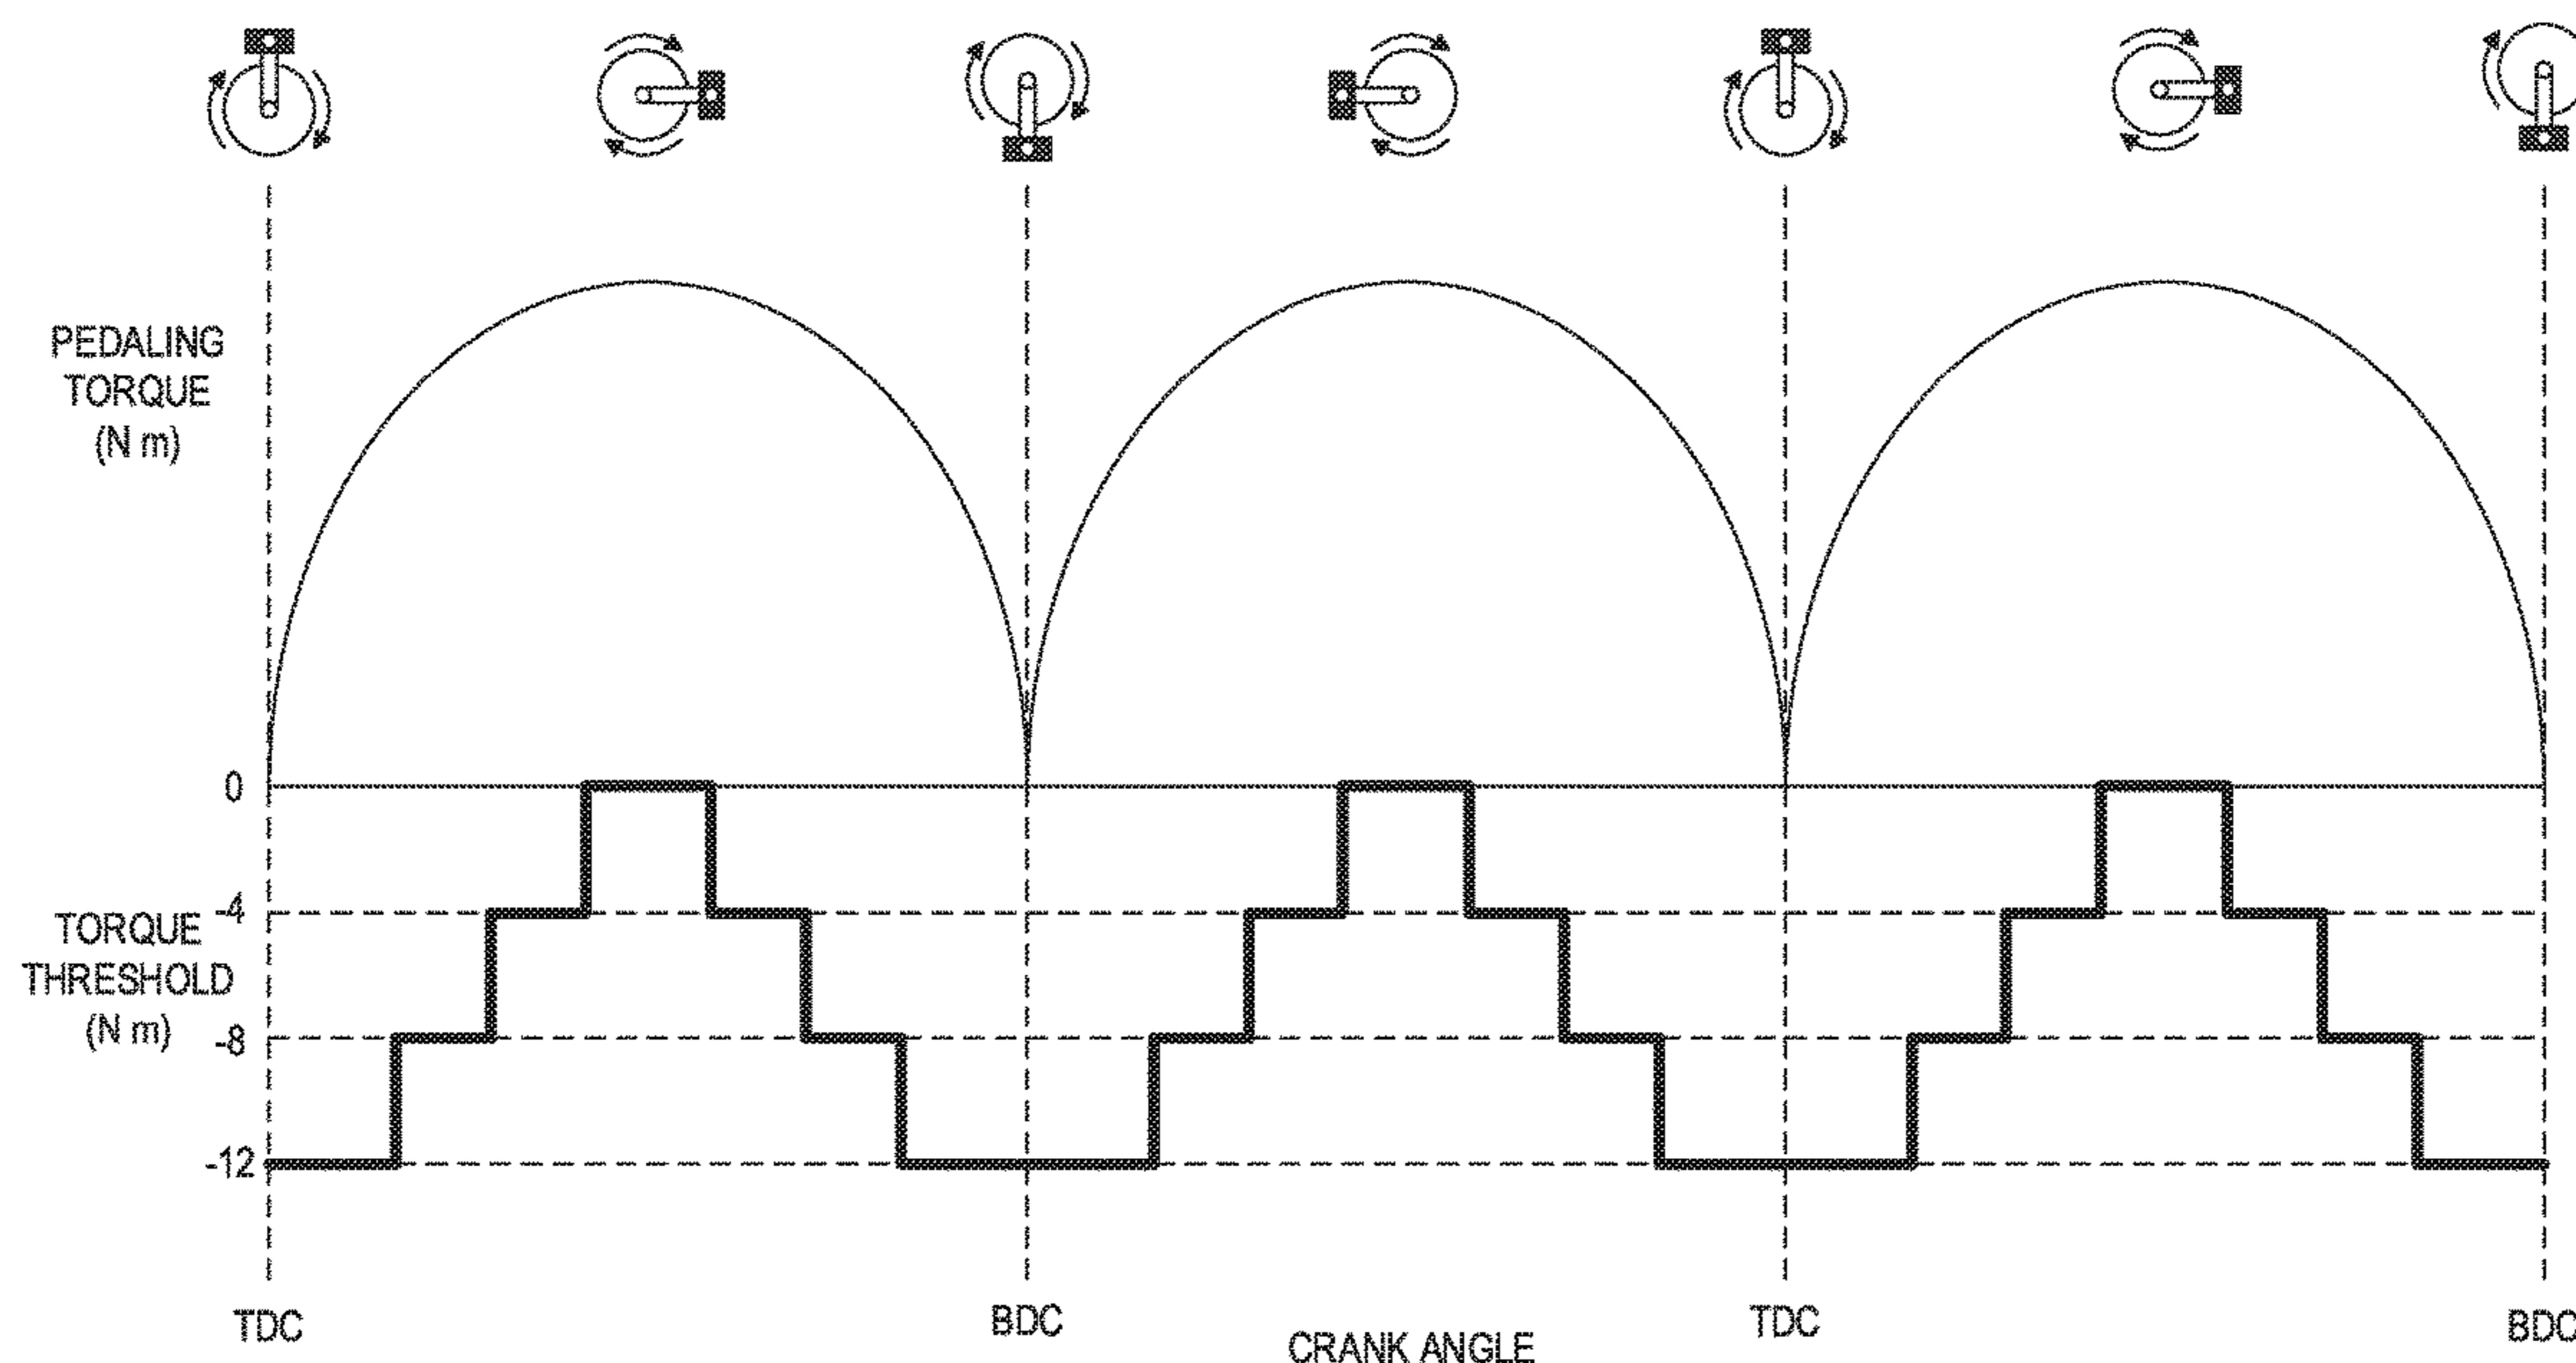 PEDALING
TORQUE
(N m)
0
-4
TORQUE
THRESHOLD
(N m)
-8
-12
TDC
BDC
TDC
BDC
CRANK ANGLE